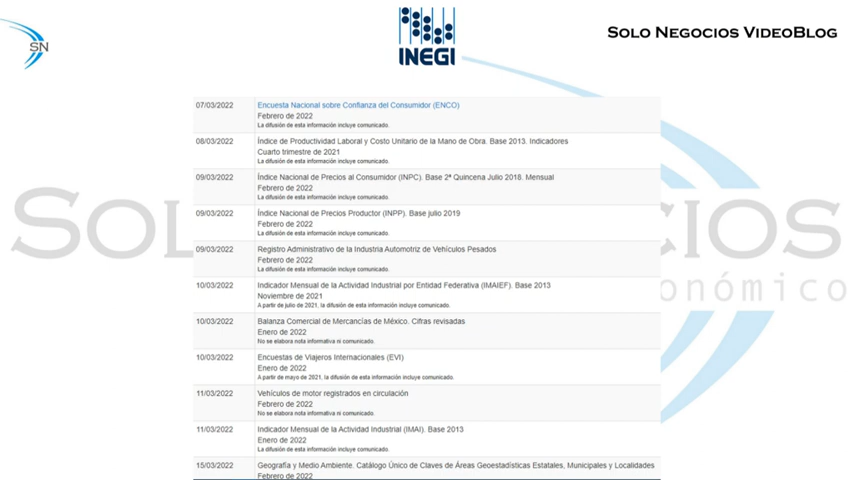 SN
INEGI
SOLO NEGOCIOS VIDEOBLOG
07/03/2022 Encuesta Nacional sobre Confianza del Consumidor (ENCO)
Febrero de 2022
La difusión de esta información incluye comunicado.
08/03/2022 Índice de Productividad Laboral y Costo Unitario de la Mano de Obra. Base 2013. Indicadores
Cuarto trimestre de 2021
La difusión de esta información incluye comunicado.
09/03/2022 Índice Nacional de Precios al Consumidor (INPC). Base 2ª Quincena Julio 2018. Mensual
Febrero de 2022
La difusión de esta información incluye comunicado.
09/03/2022 Índice Nacional de Precios Productor (INPP). Base julio 2019
Febrero de 2022
La difusión de esta información incluye comunicado.
09/03/2022 Registro Administrativo de la Industria Automotriz de Vehículos Pesados
Febrero de 2022
La difusión de esta información incluye comunicado.
10/03/2022 Indicador Mensual de la Actividad Industrial por Entidad Federativa (IMAIEF). Base 2013
Noviembre de 2021
A partir de julio de 2021, la difusión de esta información incluye comunicado.
10/03/2022 Balanza Comercial de Mercancías de México. Cifras revisadas
Enero de 2022
No se elabora nota informativa ni comunicado.
10/03/2022 Encuestas de Viajeros Internacionales (EVI)
Enero de 2022
A partir de mayo de 2021, la difusión de esta información incluye comunicado.
11/03/2022 Vehículos de motor registrados en circulación
Febrero de 2022
No se elabora nota informativa ni comunicado.
11/03/2022 Indicador Mensual de la Actividad Industrial (IMAI). Base 2013
Enero de 2022
La difusión de esta información incluye comunicado.
15/03/2022 Geografía y Medio Ambiente. Catálogo Único de Claves de Áreas Geoestadísticas Estatales, Municipales y Localidades
Febrero de 2022